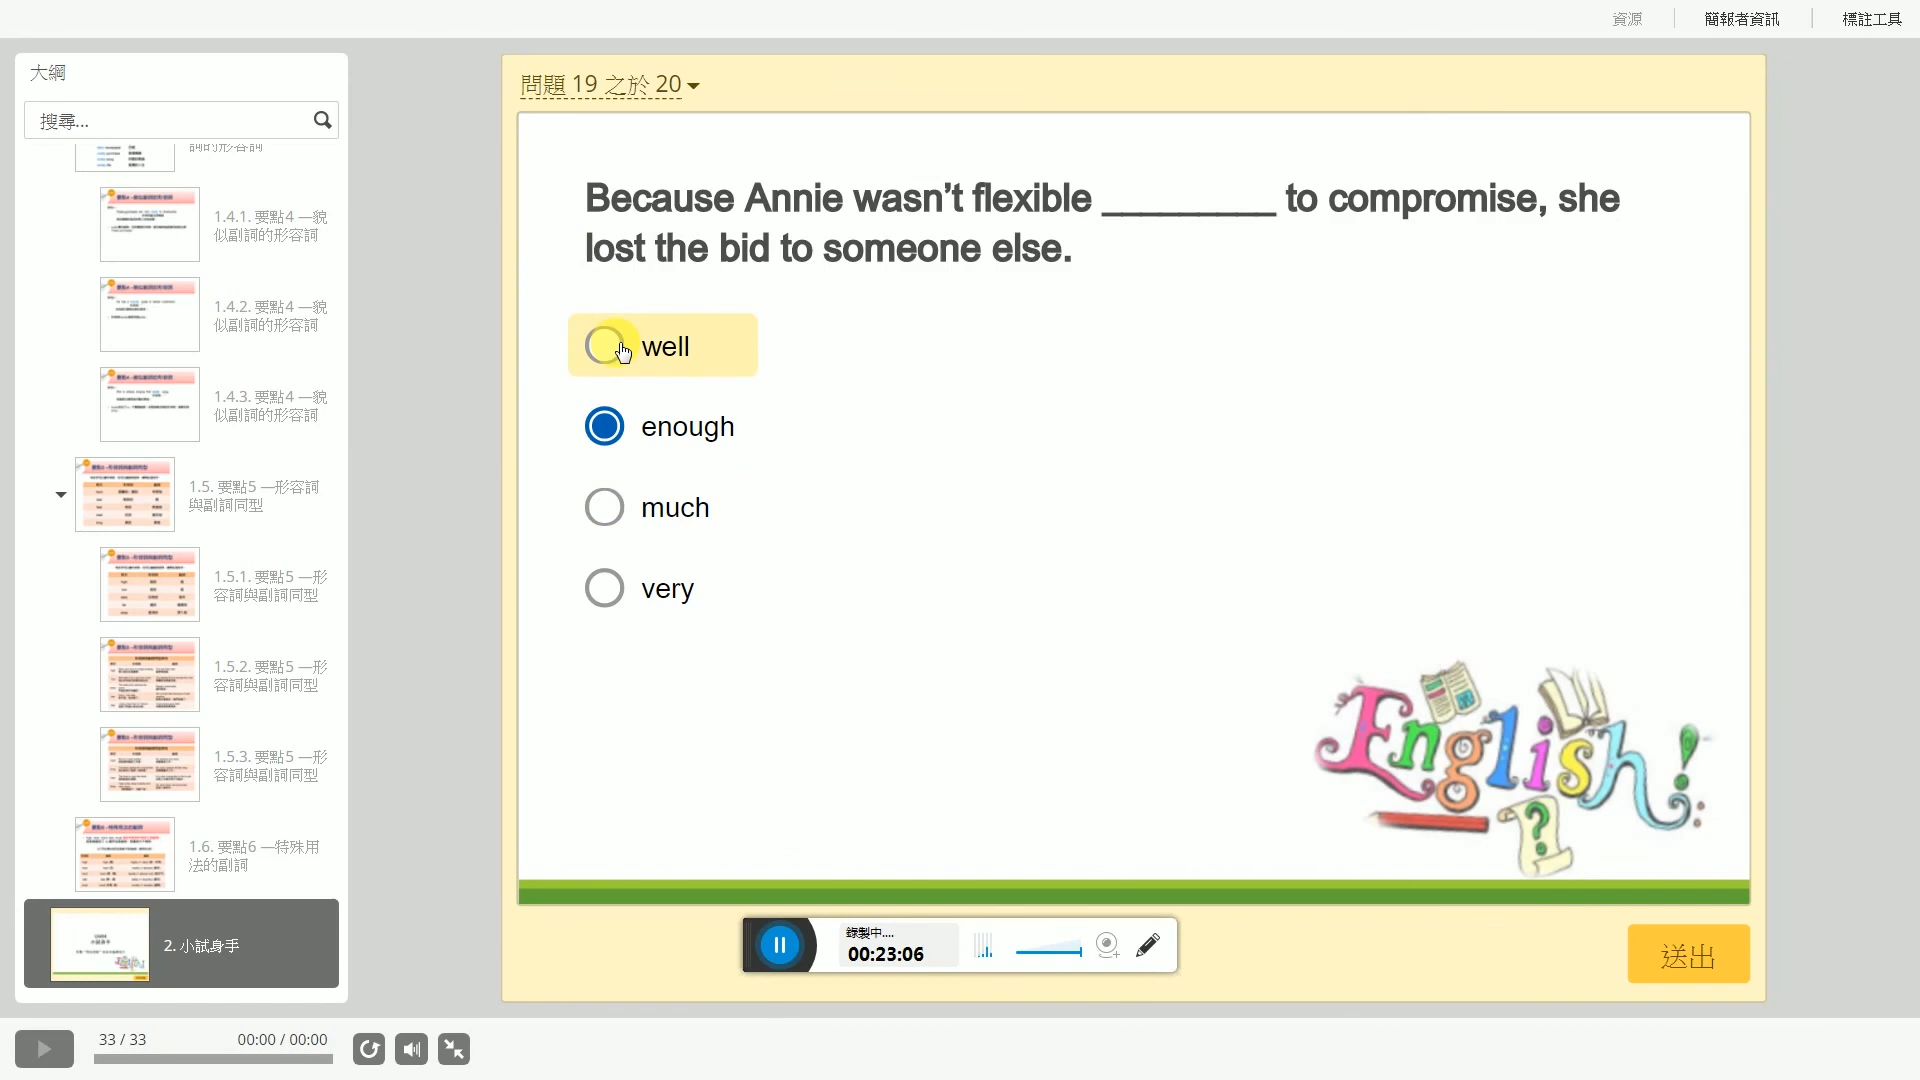 資源
簡報者資訊
標註工具
大綱
搜尋...
詞的形容詞
1.4.1. 要點4 —貌
似副詞的形容詞
1.4.2. 要點4 —貌
似副詞的形容詞
1.4.3. 要點4 —貌
似副詞的形容詞
1.5. 要點5 —形容詞
與副詞同型
1.5.1. 要點5 —形
容詞與副詞同型
1.5.2. 要點5 —形
容詞與副詞同型
1.5.3. 要點5 —形
容詞與副詞同型
1.6. 要點6 —特殊用
法的副詞
2. 小試身手
問題 19 之於 20
Because Annie wasn’t flexible _________ to compromise, she
lost the bid to someone else.
well
enough
much
very
English!
?
錄製中....
00:23:06
送出
33 / 33
00:00 / 00:00